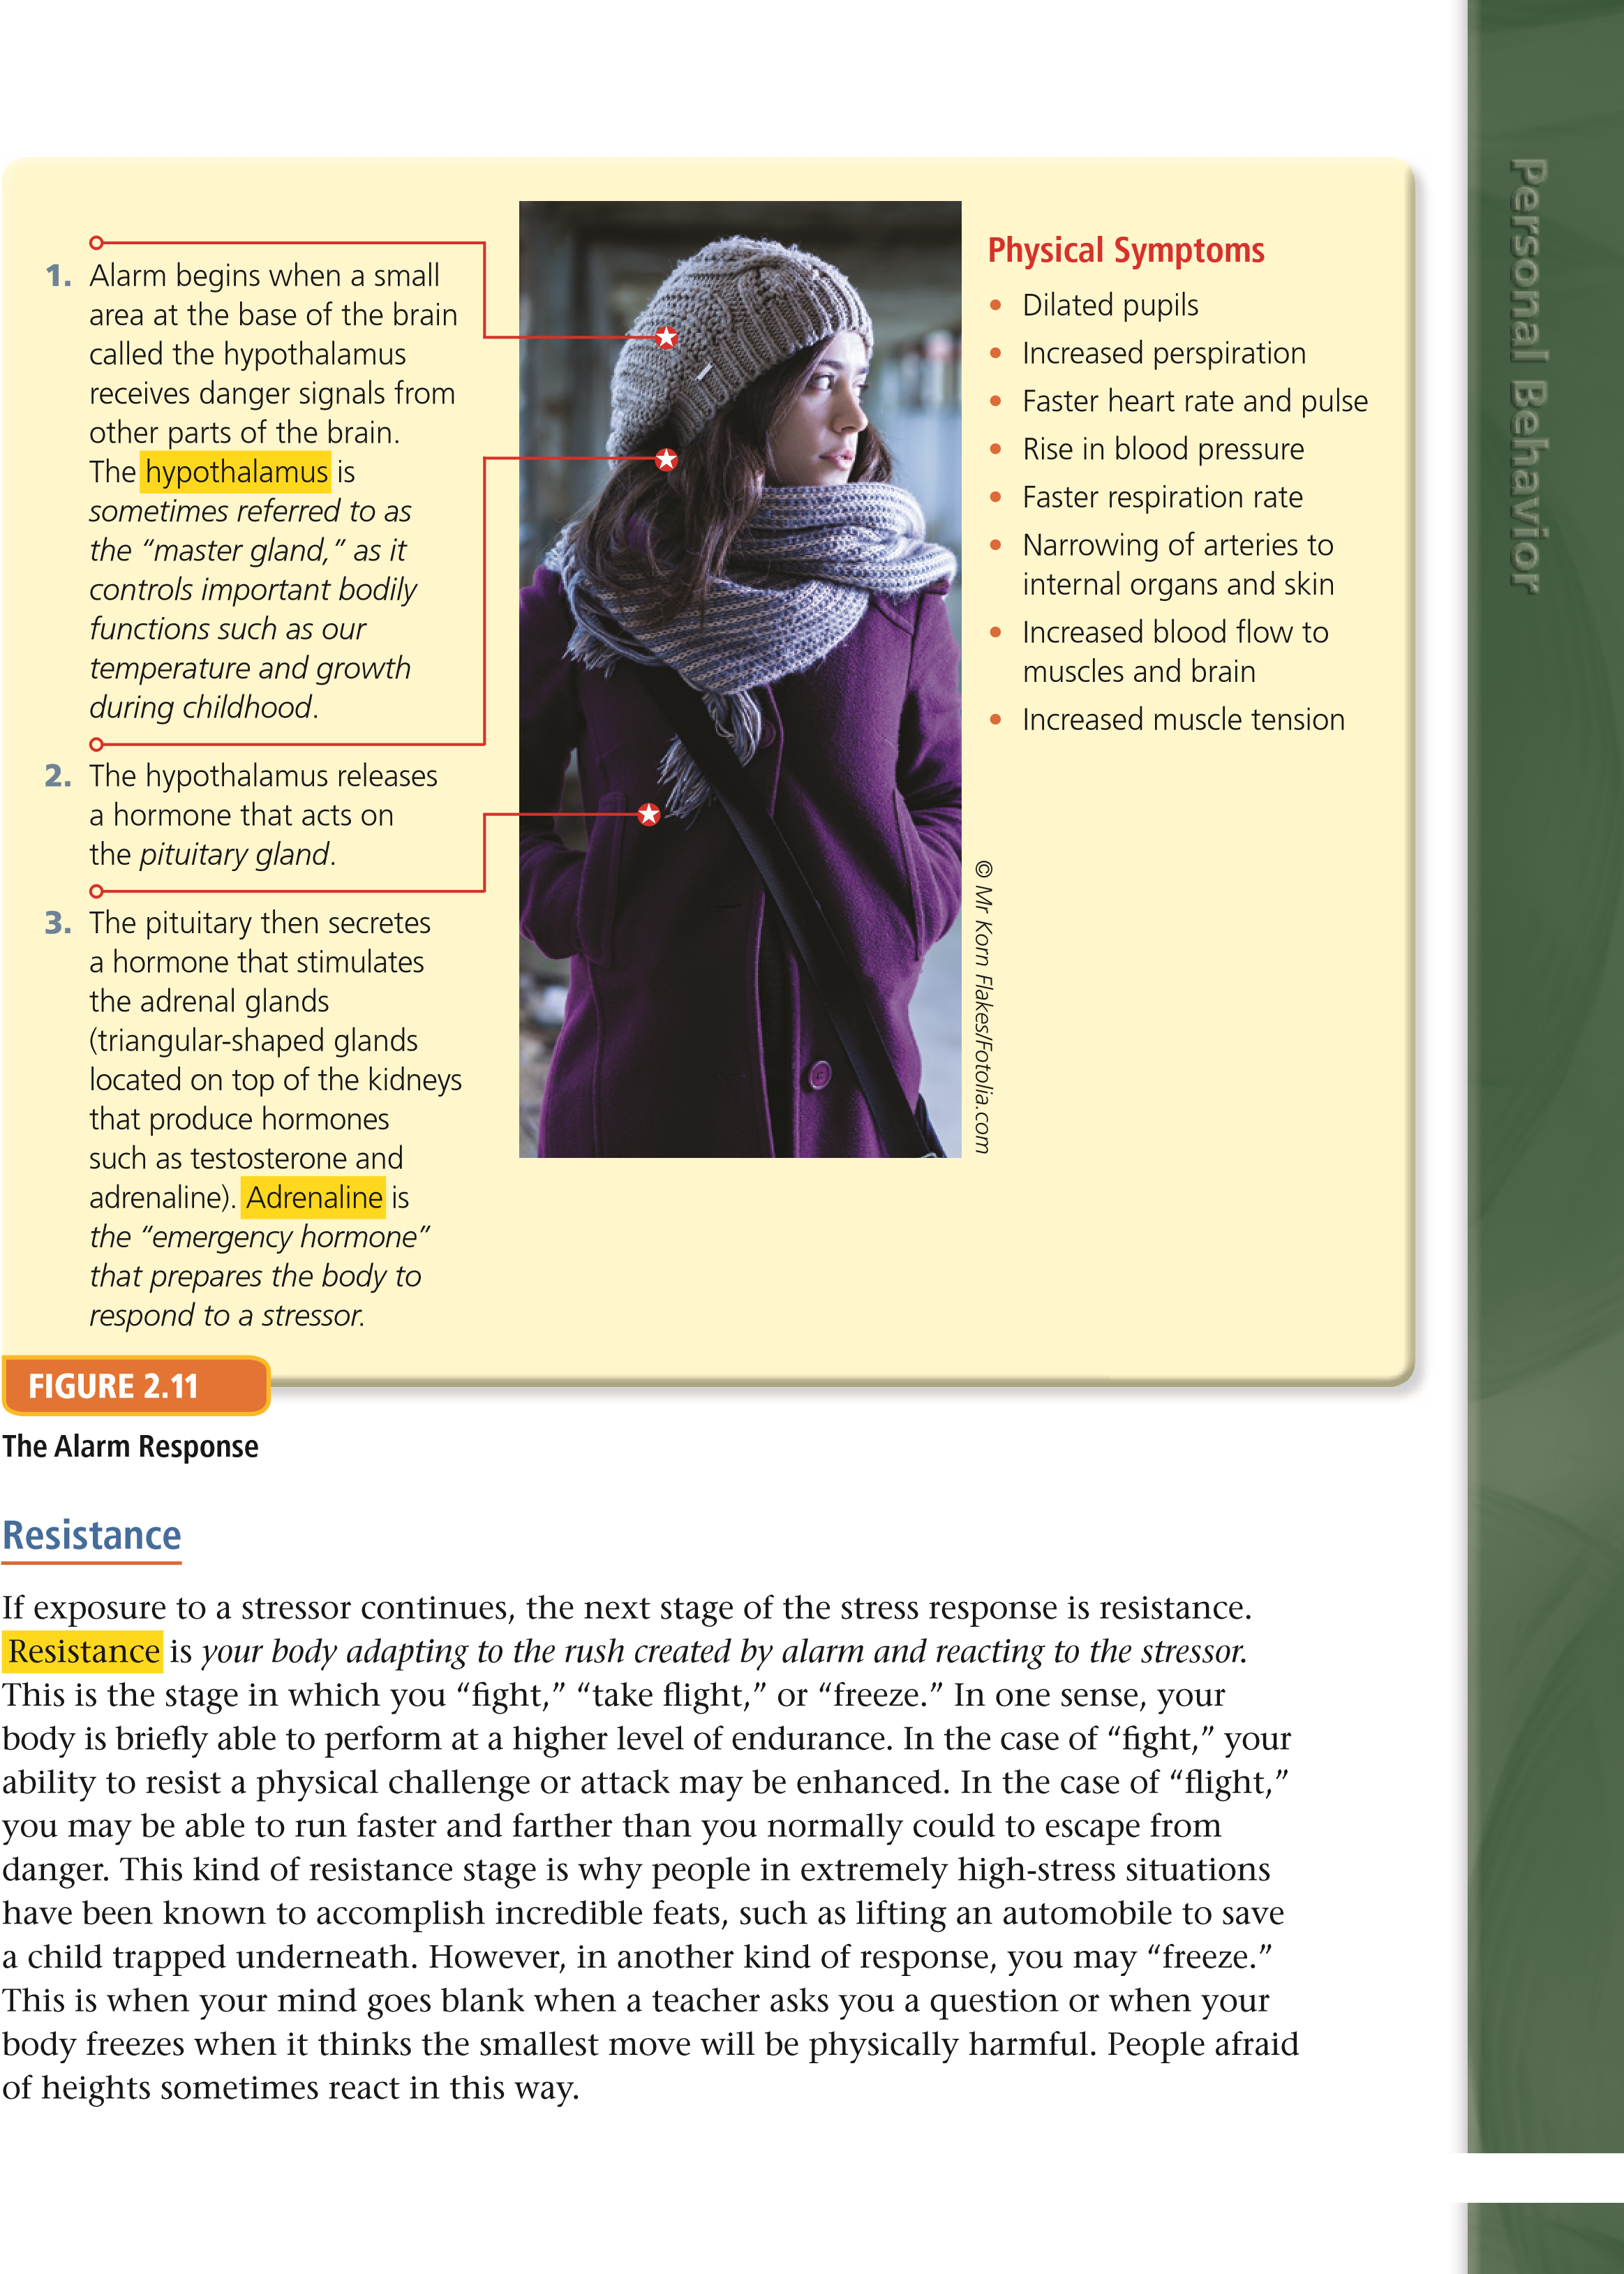 Personal Behavior
1. Alarm begins when a small
area at the base of the brain
called the hypothalamus
receives danger signals from
other parts of the brain.
The hypothalamus is
sometimes referred to as
the “master gland,” as it
controls important bodily
functions such as our
temperature and growth
during childhood.
2. The hypothalamus releases
a hormone that acts on
the pituitary gland.
3. The pituitary then secretes
a hormone that stimulates
the adrenal glands
(triangular-shaped glands
located on top of the kidneys
that produce hormones
such as testosterone and
adrenaline). Adrenaline is
the “emergency hormone”
that prepares the body to
respond to a stressor.
© Mr Korn Flakes/Fotolia.com
Physical Symptoms
• Dilated pupils
• Increased perspiration
• Faster heart rate and pulse
• Rise in blood pressure
• Faster respiration rate
• Narrowing of arteries to
internal organs and skin
• Increased blood flow to
muscles and brain
• Increased muscle tension
FIGURE 2.11
The Alarm Response
Resistance
If exposure to a stressor continues, the next stage of the stress response is resistance.
Resistance is your body adapting to the rush created by alarm and reacting to the stressor.
This is the stage in which you “fight,” “take flight,” or “freeze.” In one sense, your
body is briefly able to perform at a higher level of endurance. In the case of “fight,” your
ability to resist a physical challenge or attack may be enhanced. In the case of “flight,”
you may be able to run faster and farther than you normally could to escape from
danger. This kind of resistance stage is why people in extremely high-stress situations
have been known to accomplish incredible feats, such as lifting an automobile to save
a child trapped underneath. However, in another kind of response, you may “freeze.”
This is when your mind goes blank when a teacher asks you a question or when your
body freezes when it thinks the smallest move will be physically harmful. People afraid
of heights sometimes react in this way.